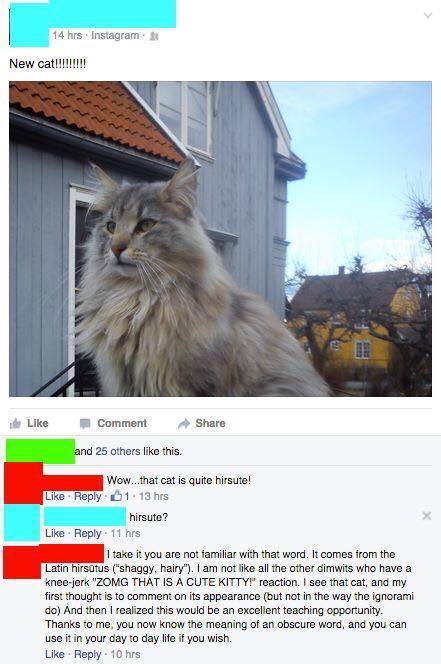 14 hrs · Instagram ·
New cat!!!!!!!!!
Like Comment Share
and 25 others like this.
Wow...that cat is quite hirsute!
Like · Reply · 1 · 13 hrs
hirsute?
Like · Reply · 11 hrs
I take it you are not familiar with that word. It comes from the
Latin hirsūtus ("shaggy, hairy"). I am not like all the other dimwits who have a
knee-jerk "ZOMG THAT IS A CUTE KITTY!" reaction. I see that cat, and my
first thought is to comment on its appearance (but not in the way the ignorami
do) And then I realized this would be an excellent teaching opportunity.
Thanks to me, you now know the meaning of an obscure word, and you can
use it in your day to day life if you wish.
Like · Reply · 10 hrs